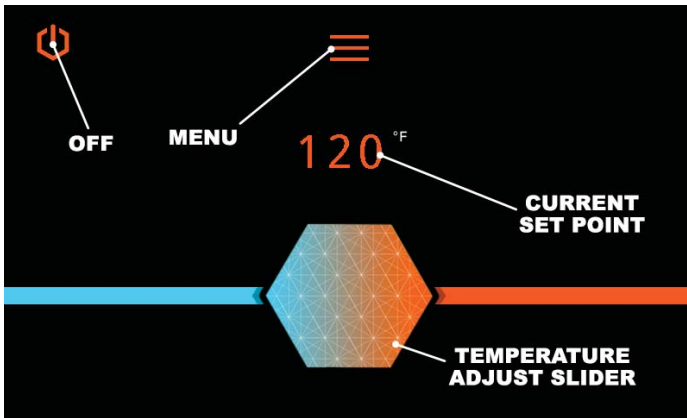 OFF
MENU
120 °F
CURRENT
SET POINT
TEMPERATURE
ADJUST SLIDER